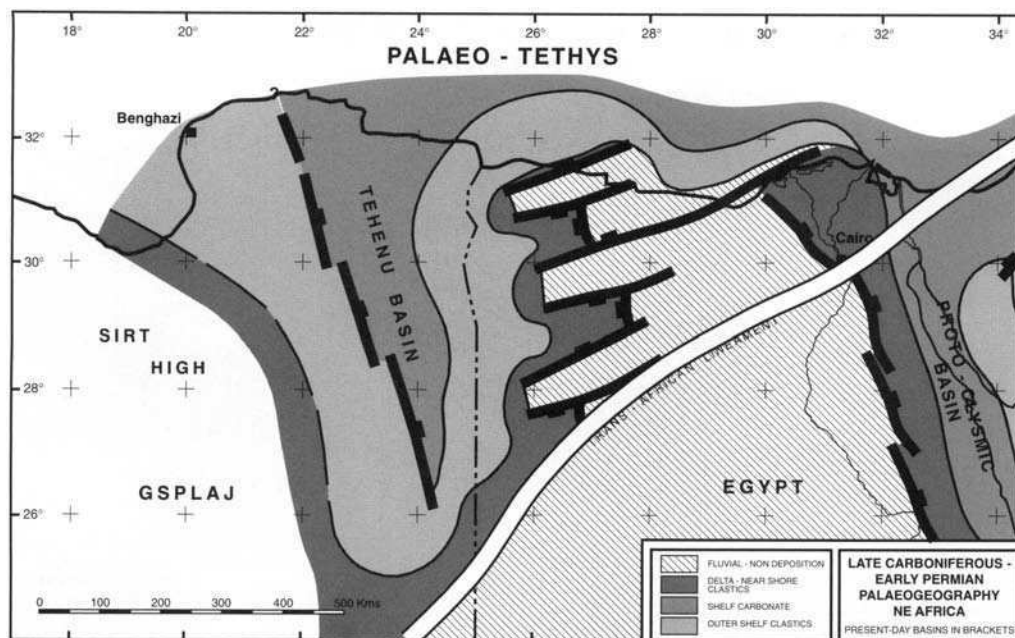 18° 20° 22° 24° 26° 28° 30° 32° 34°
PALAEO - TETHYS
Benghazi
?
32°
30°
28°
26°
TEHENU BASIN
Cairo
SIRT
HIGH
GSPLAJ
TRANS - AFRICAN LINEAMENT
PROTO - CLYSMIC
BASIN
EGYPT
0 100 150 200 300 400 500 Kms
FLUVIAL - NON DEPOSITION
DELTA - NEAR SHORE
CLASTICS
SHELF CARBONATE
OUTER SHELF CLASTICS
LATE CARBONIFEROUS -
EARLY PERMIAN
PALAEOGEOGRAPHY
NE AFRICA
PRESENT-DAY BASINS IN BRACKETS